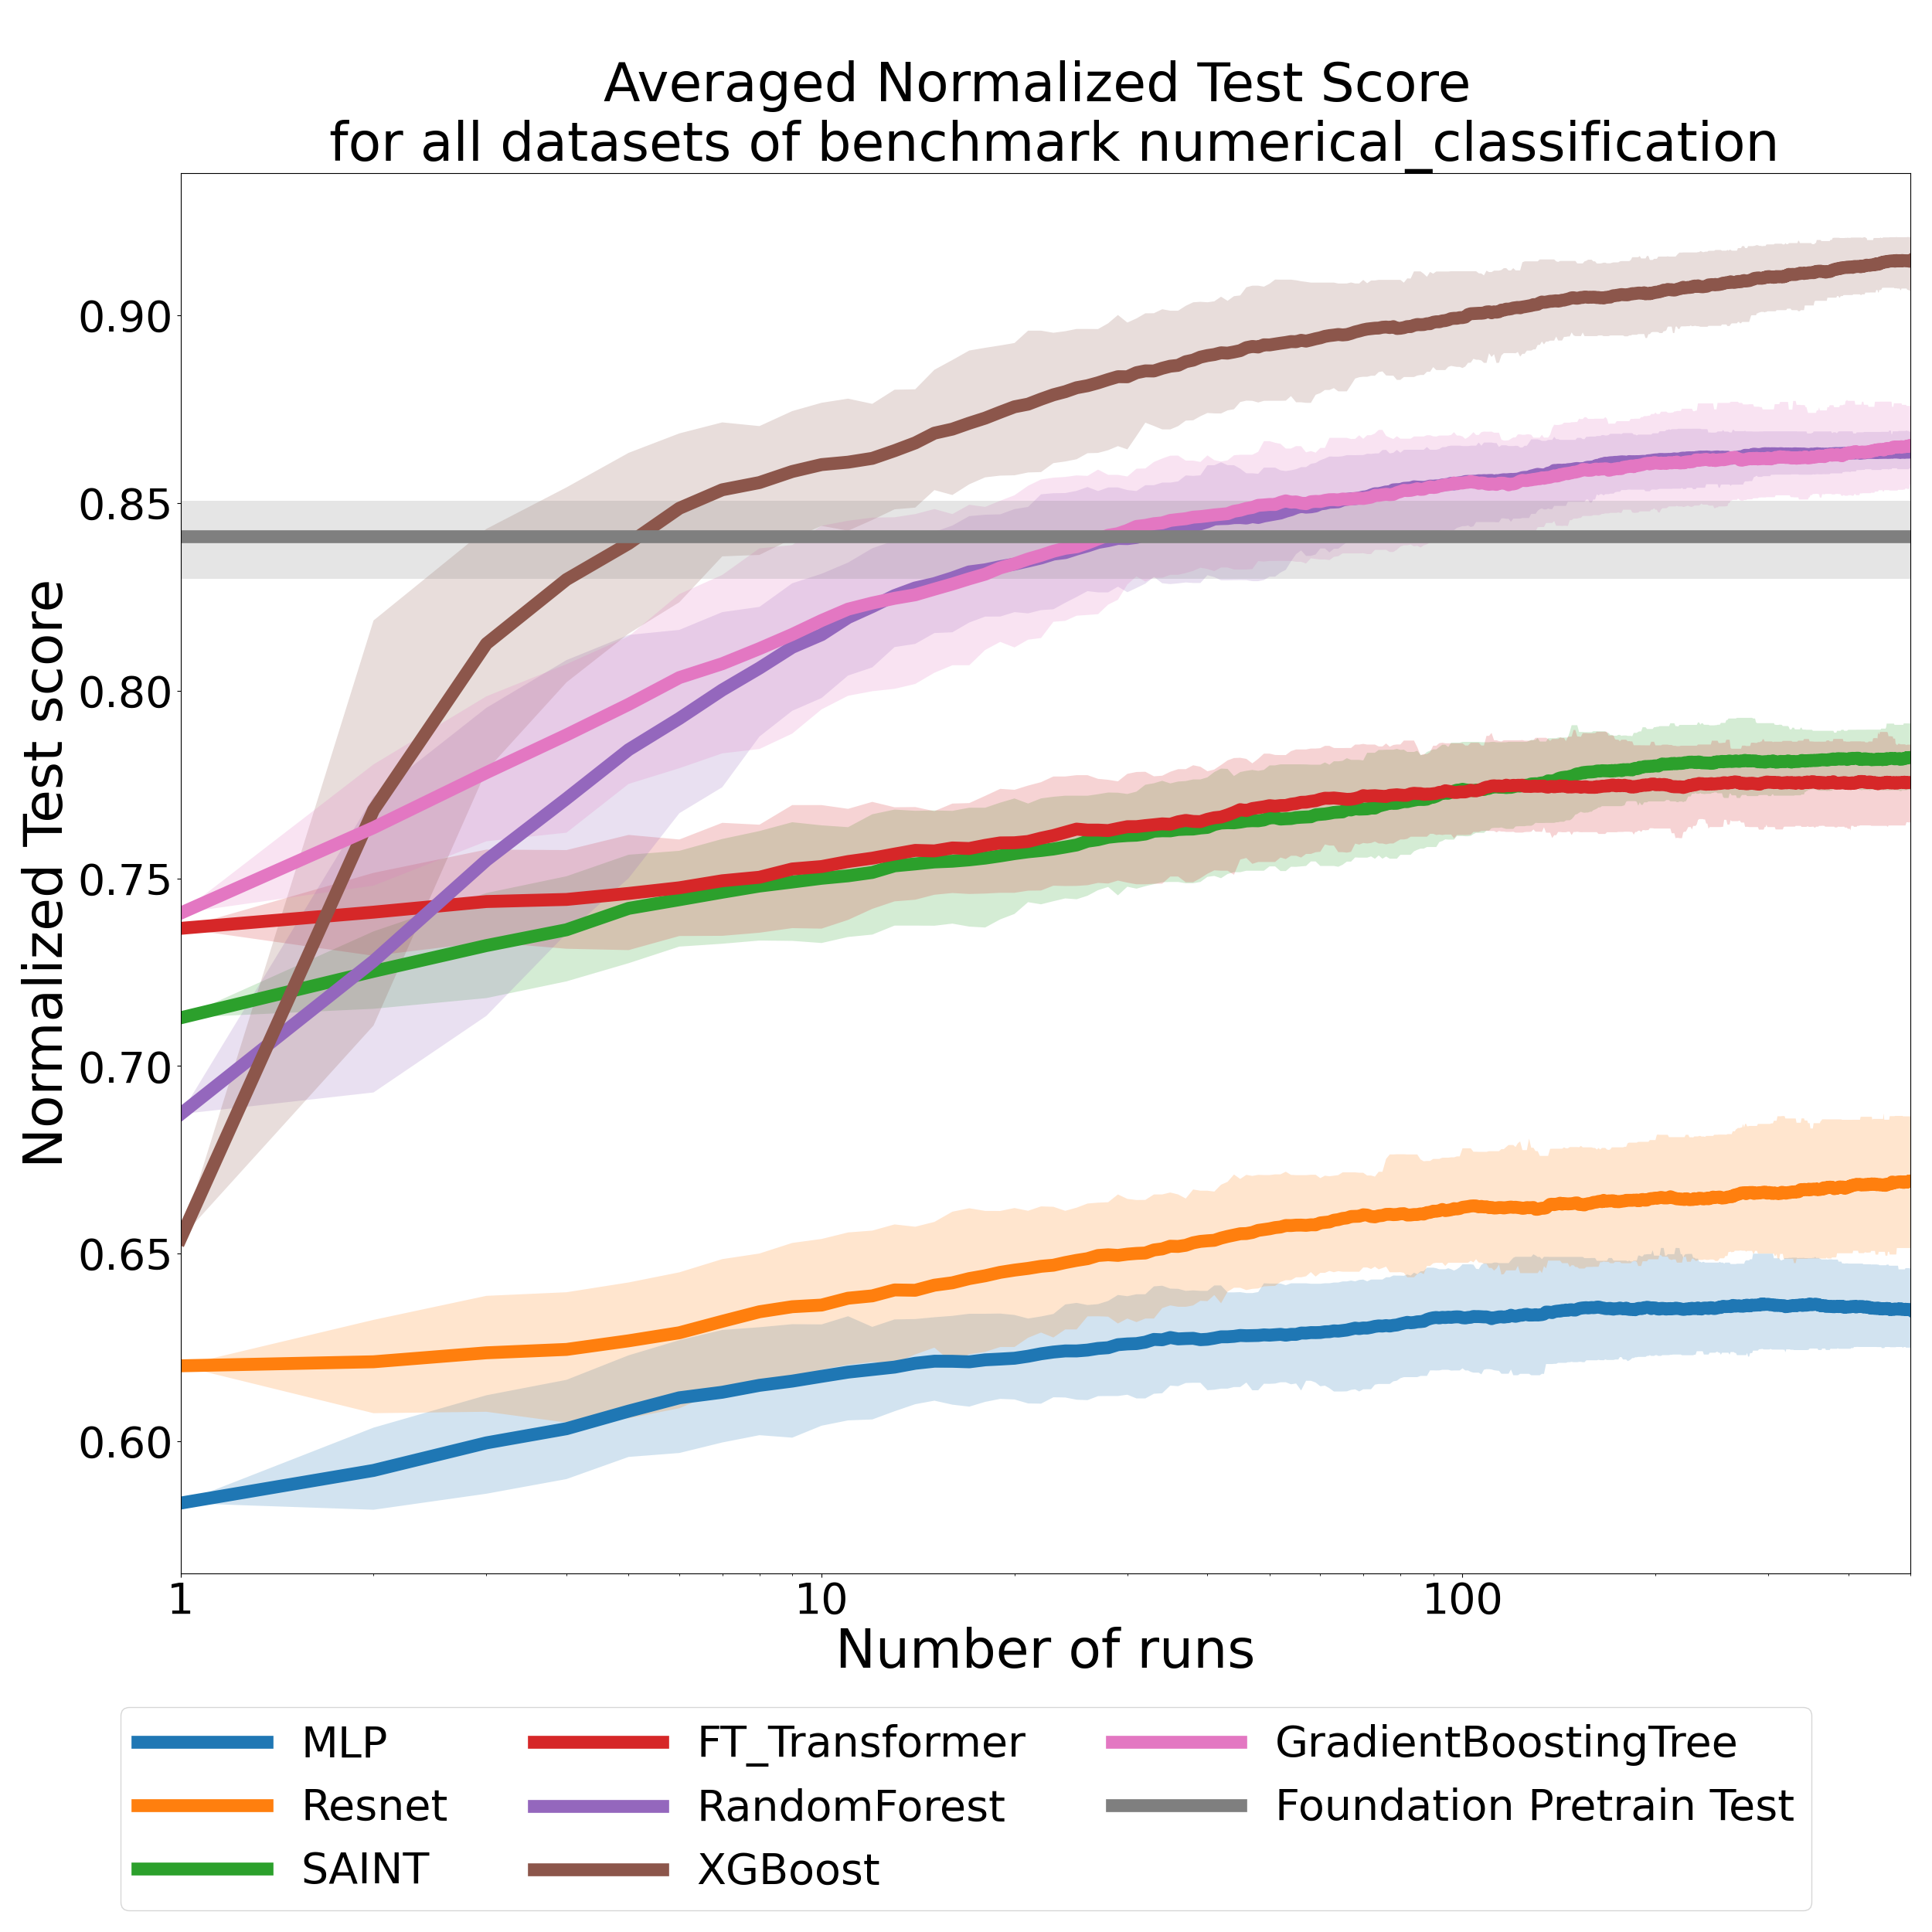 Averaged Normalized Test Score
for all datasets of benchmark numerical_classification
Normalized Test score
0.90
0.85
0.80
0.75
0.70
0.65
0.60
1
10
100
Number of runs
MLP
Resnet
SAINT
FT_Transformer
RandomForest
XGBoost
GradientBoostingTree
Foundation Pretrain Test